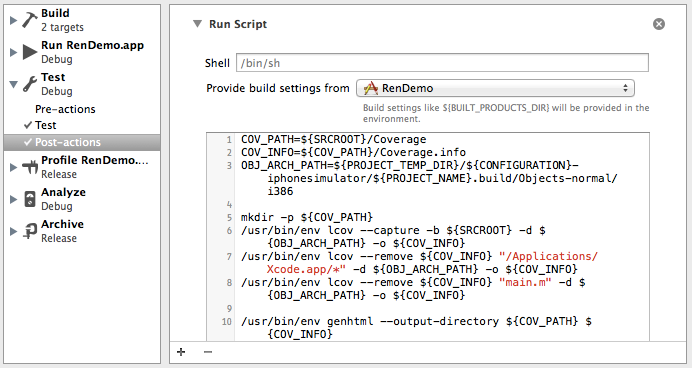 Build
2 targets
Run RenDemo.app
Debug
Test
Debug
Pre-actions
Test
Post-actions
Profile RenDemo....
Release
Analyze
Debug
Archive
Release
Run Script
Shell /bin/sh
Provide build settings from RenDemo
Build settings like ${BUILT_PRODUCTS_DIR} will be provided in the
environment.
1 COV_PATH=${SRCROOT}/Coverage
2 COV_INFO=${COV_PATH}/Coverage.info
3 OBJ_ARCH_PATH=${PROJECT_TEMP_DIR}/${CONFIGURATION}-
iphonesimulator/${PROJECT_NAME}.build/Objects-normal/
i386
4
5 mkdir -p ${COV_PATH}
6 /usr/bin/env lcov --capture -b ${SRCROOT} -d $
{OBJ_ARCH_PATH} -o ${COV_INFO}
7 /usr/bin/env lcov --remove ${COV_INFO} "/Applications/
Xcode.app/*" -d ${OBJ_ARCH_PATH} -o ${COV_INFO}
8 /usr/bin/env lcov --remove ${COV_INFO} "main.m" -d $
{OBJ_ARCH_PATH} -o ${COV_INFO}
9
10 /usr/bin/env genhtml --output-directory ${COV_PATH} $
{COV_INFO}